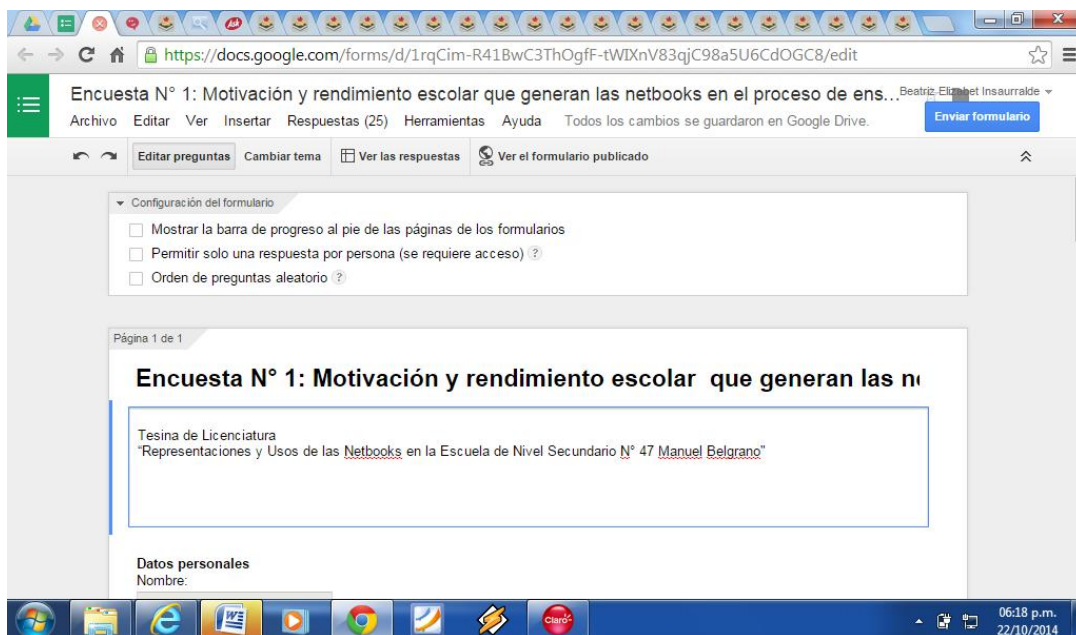 https://docs.google.com/forms/d/1rqCim-R41BwC3ThOgfF-tWIXnV83qjC98a5U6CdOGC8/edit
Encuesta N° 1: Motivación y rendimiento escolar que generan las netbooks en el proceso de ens...
Beatriz Elizabet Insaurralde
Archivo Editar Ver Insertar Respuestas (25) Herramientas Ayuda Todos los cambios se guardaron en Google Drive.
Enviar formulario
Editar preguntas Cambiar tema Ver las respuestas Ver el formulario publicado
Configuración del formulario
Mostrar la barra de progreso al pie de las páginas de los formularios
Permitir solo una respuesta por persona (se requiere acceso) ?
Orden de preguntas aleatorio ?
Página 1 de 1
Encuesta N° 1: Motivación y rendimiento escolar que generan las ne
Tesina de Licenciatura
"Representaciones y Usos de las Netbooks en la Escuela de Nivel Secundario N° 47 Manuel Belgrano"
Datos personales
Nombre:
Claro
06:18 p.m.
22/10/2014